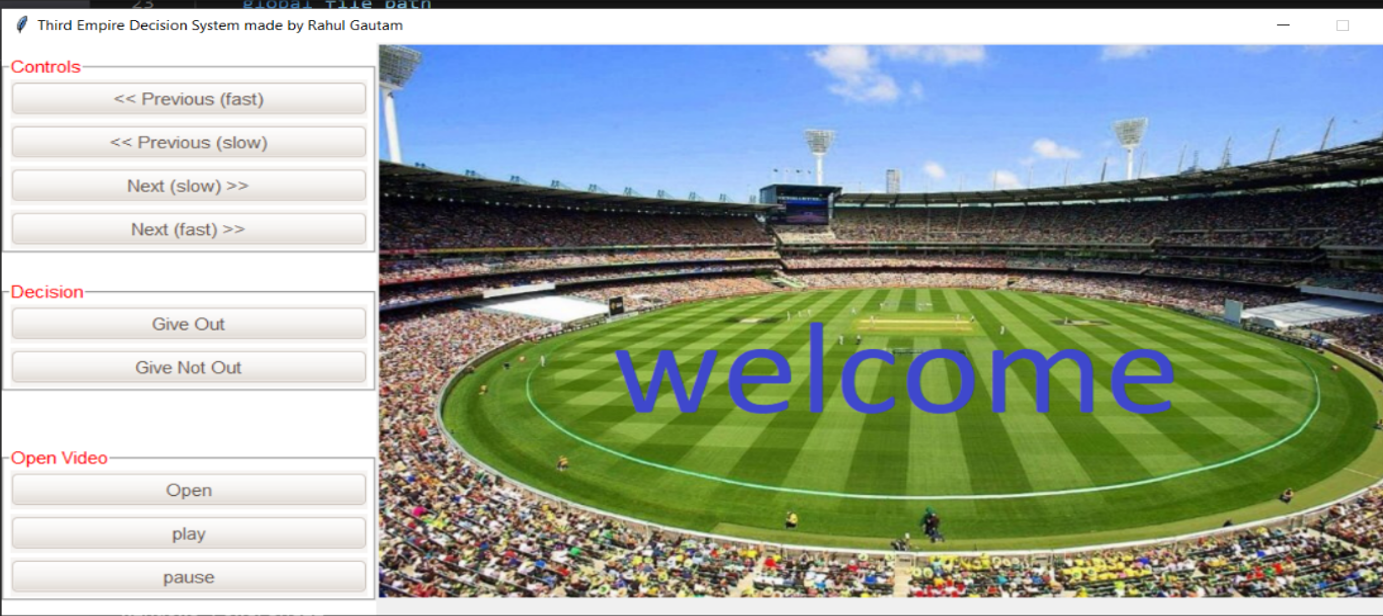 23 global file_path
Third Empire Decision System made by Rahul Gautam
Controls
<< Previous (fast)
<< Previous (slow)
Next (slow) >>
Next (fast) >>
Decision
Give Out
Give Not Out
Open Video
Open
play
pause
welcome